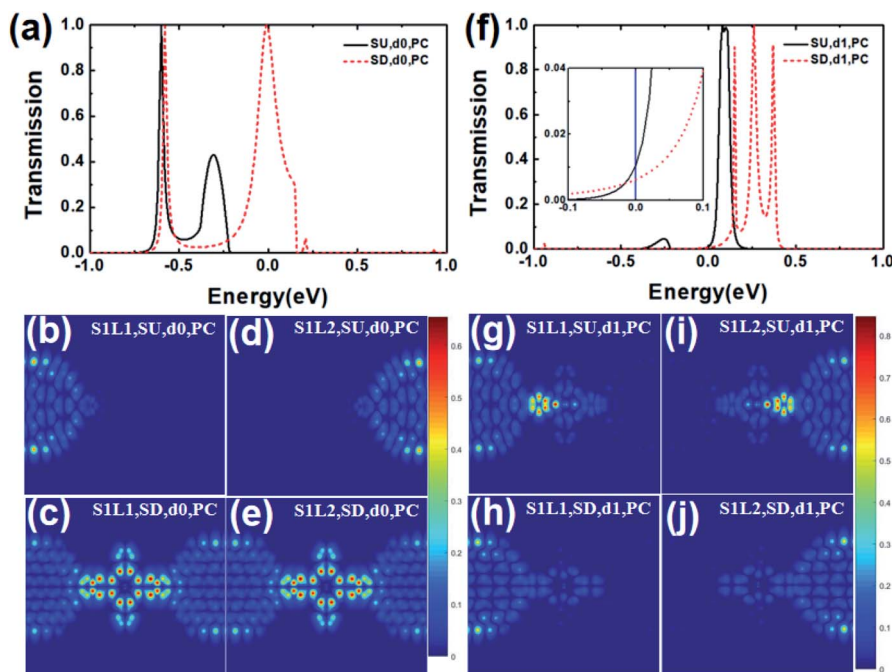 (a)
SU,d0,PC
SD,d0,PC
Transmission
1.0
0.8
0.6
0.4
0.2
0.0
-1.0 -0.5 0.0 0.5 1.0
Energy(eV)
(f)
SU,d1,PC
SD,d1,PC
Transmission
1.0
0.8
0.6
0.4
0.2
0.0
0.04
0.02
0.00
-0.1 0.0 0.1
-1.0 -0.5 0.0 0.5 1.0
Energy(eV)
(b) S1L1,SU,d0,PC
(d) S1L2,SU,d0,PC
(c) S1L1,SD,d0,PC
(e) S1L2,SD,d0,PC
0.6
0.5
0.4
0.3
0.2
0.1
0
(g) S1L1,SU,d1,PC
(i) S1L2,SU,d1,PC
(h) S1L1,SD,d1,PC
(j) S1L2,SD,d1,PC
0.8
0.7
0.6
0.5
0.4
0.3
0.2
0.1
0